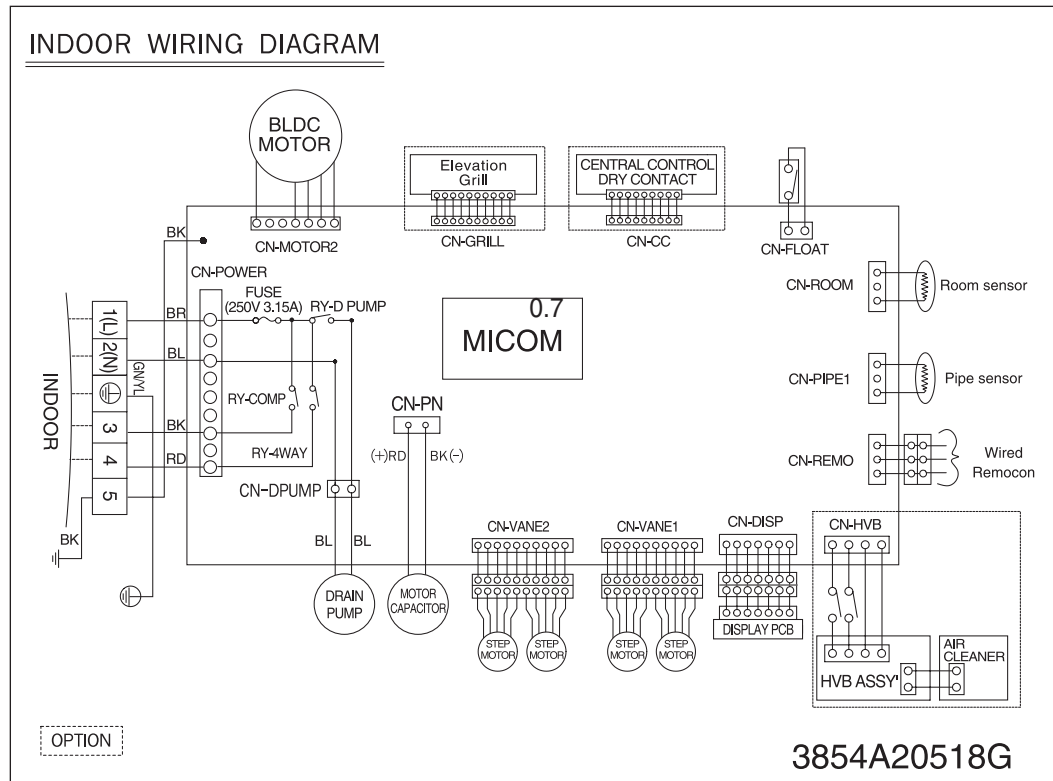 INDOOR WIRING DIAGRAM
BLDC
MOTOR
Elevation
Grill
CENTRAL CONTROL
DRY CONTACT
BK
CN-MOTOR2
CN-GRILL
CN-CC
CN-FLOAT
CN-POWER
FUSE
(250V 3.15A)
RY-D PUMP
CN-ROOM
Room sensor
0.7
MICOM
INDOOR
1(L)
2(N)
3
4
5
BR
BL
GN/YL
BK
RD
BK
RY-COMP
RY-4WAY
CN-PN
(+)RD
BK(-)
CN-PIPE1
Pipe sensor
CN-REMO
Wired
Remocon
CN-DPUMP
BL
BL
DRAIN
PUMP
MOTOR
CAPACITOR
CN-VANE2
CN-VANE1
CN-DISP
CN-HVB
STEP
MOTOR
STEP
MOTOR
STEP
MOTOR
STEP
MOTOR
DISPLAY PCB
HVB ASSY'
AIR
CLEANER
OPTION
3854A20518G